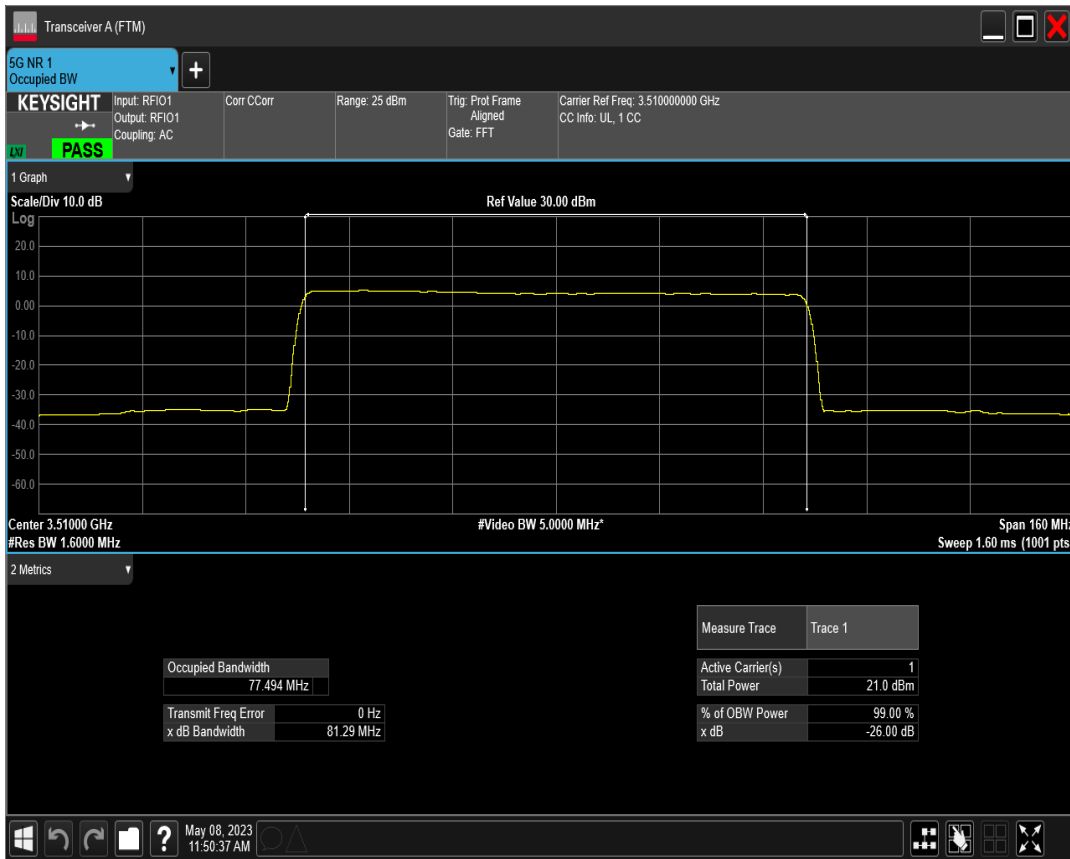 Transceiver A (FTM)
5G NR 1
Occupied BW
+
KEYSIGHT
LXI
PASS
Input: RFIO1
Output: RFIO1
Coupling: AC
Corr CCorr
Range: 25 dBm
Trig: Prot Frame
Aligned
Gate: FFT
Carrier Ref Freq: 3.510000000 GHz
CC Info: UL, 1 CC
1 Graph
Scale/Div 10.0 dB
Ref Value 30.00 dBm
Log
20.0
10.0
0.00
-10.0
-20.0
-30.0
-40.0
-50.0
-60.0
Center 3.51000 GHz
#Video BW 5.0000 MHz*
Span 160 MHz
#Res BW 1.6000 MHz
Sweep 1.60 ms (1001 pts
2 Metrics
Measure Trace Trace 1
Occupied Bandwidth
77.494 MHz
Active Carrier(s) 1
Total Power 21.0 dBm
Transmit Freq Error 0 Hz
x dB Bandwidth 81.29 MHz
% of OBW Power 99.00 %
x dB -26.00 dB
?
May 08, 2023
11:50:37 AM